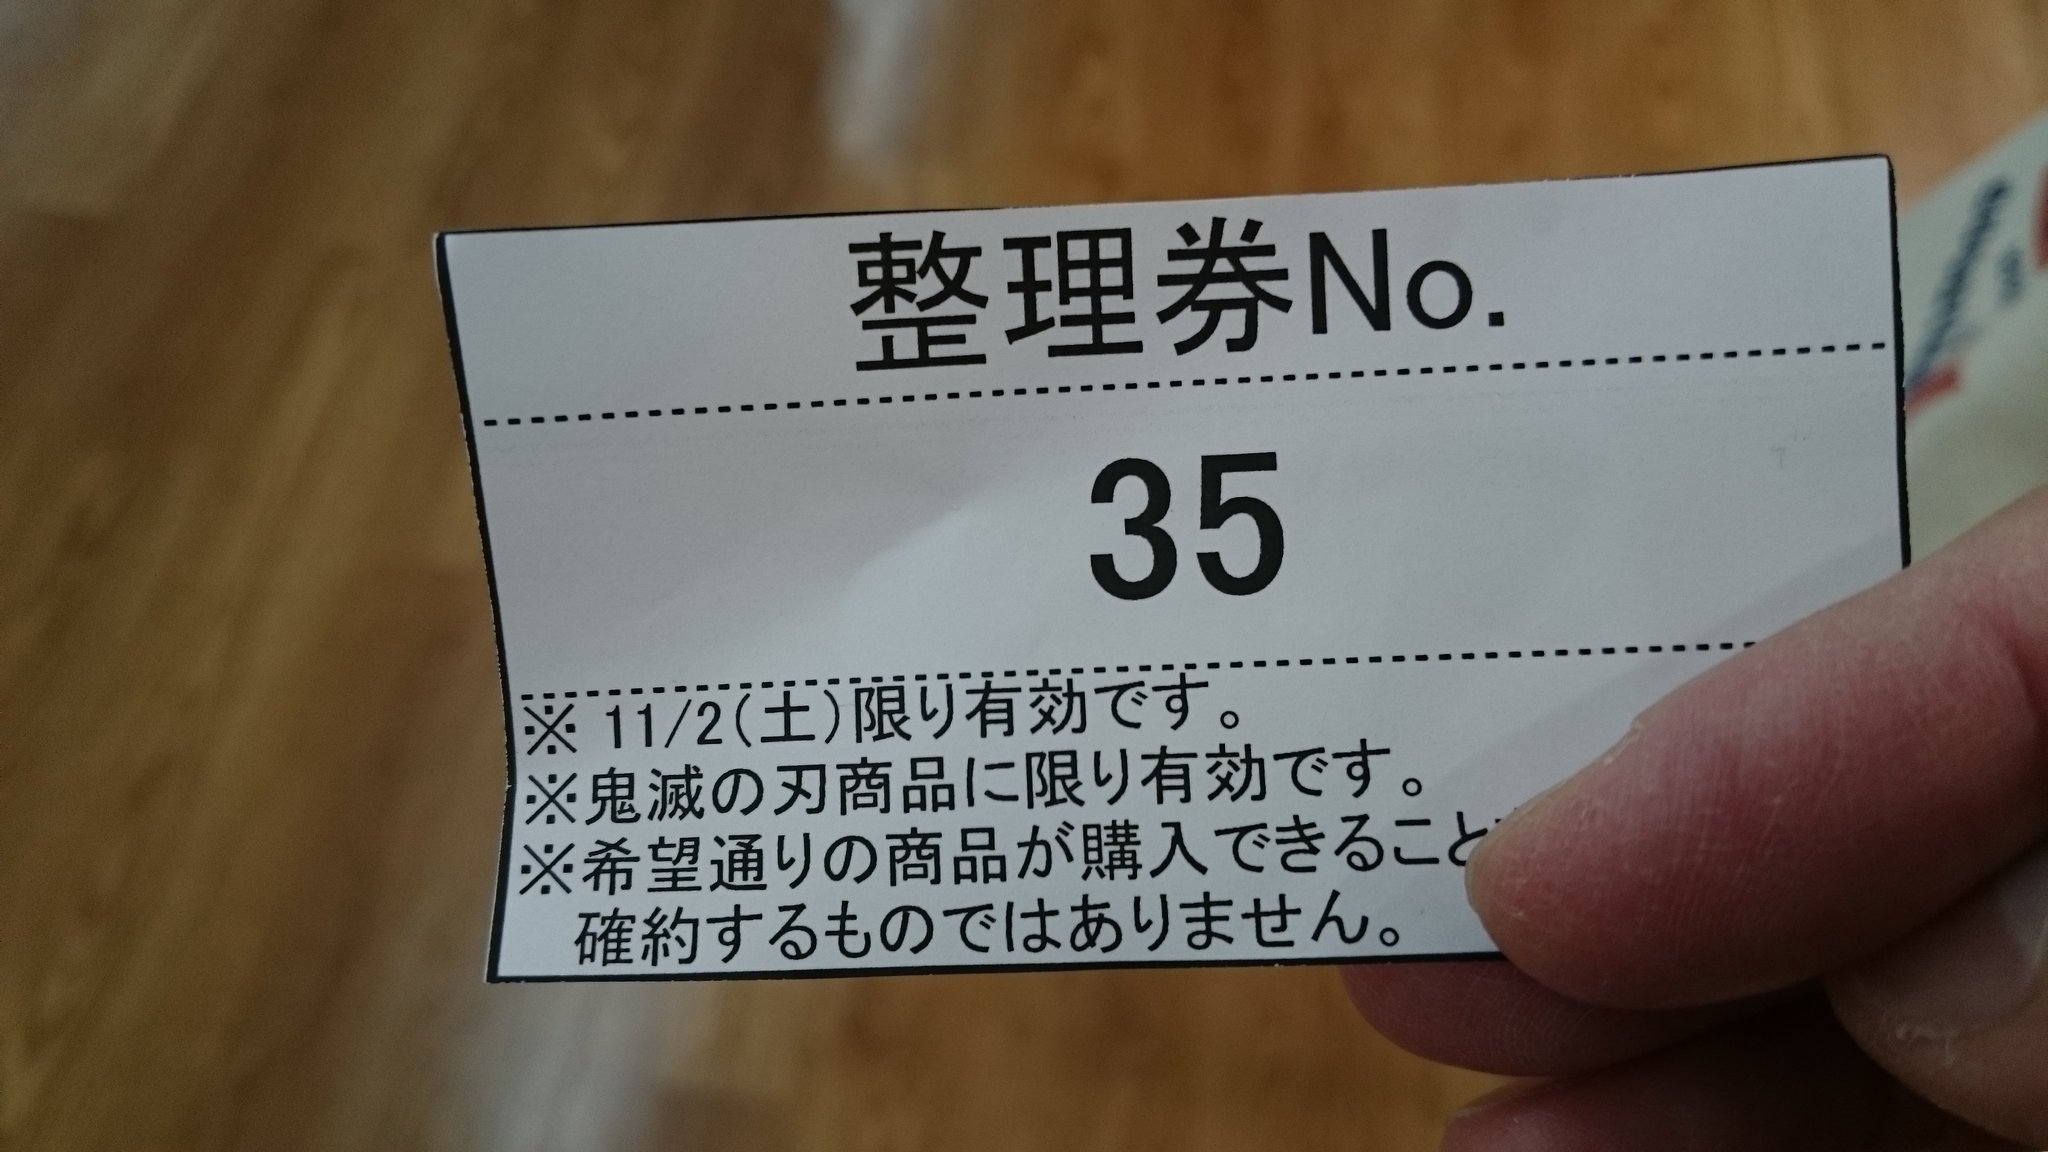 整理券No.
35
※ 11/2(土)限り有効です。
※鬼滅の刃商品に限り有効です。
※希望通りの商品が購入できること
確約するものではありません。